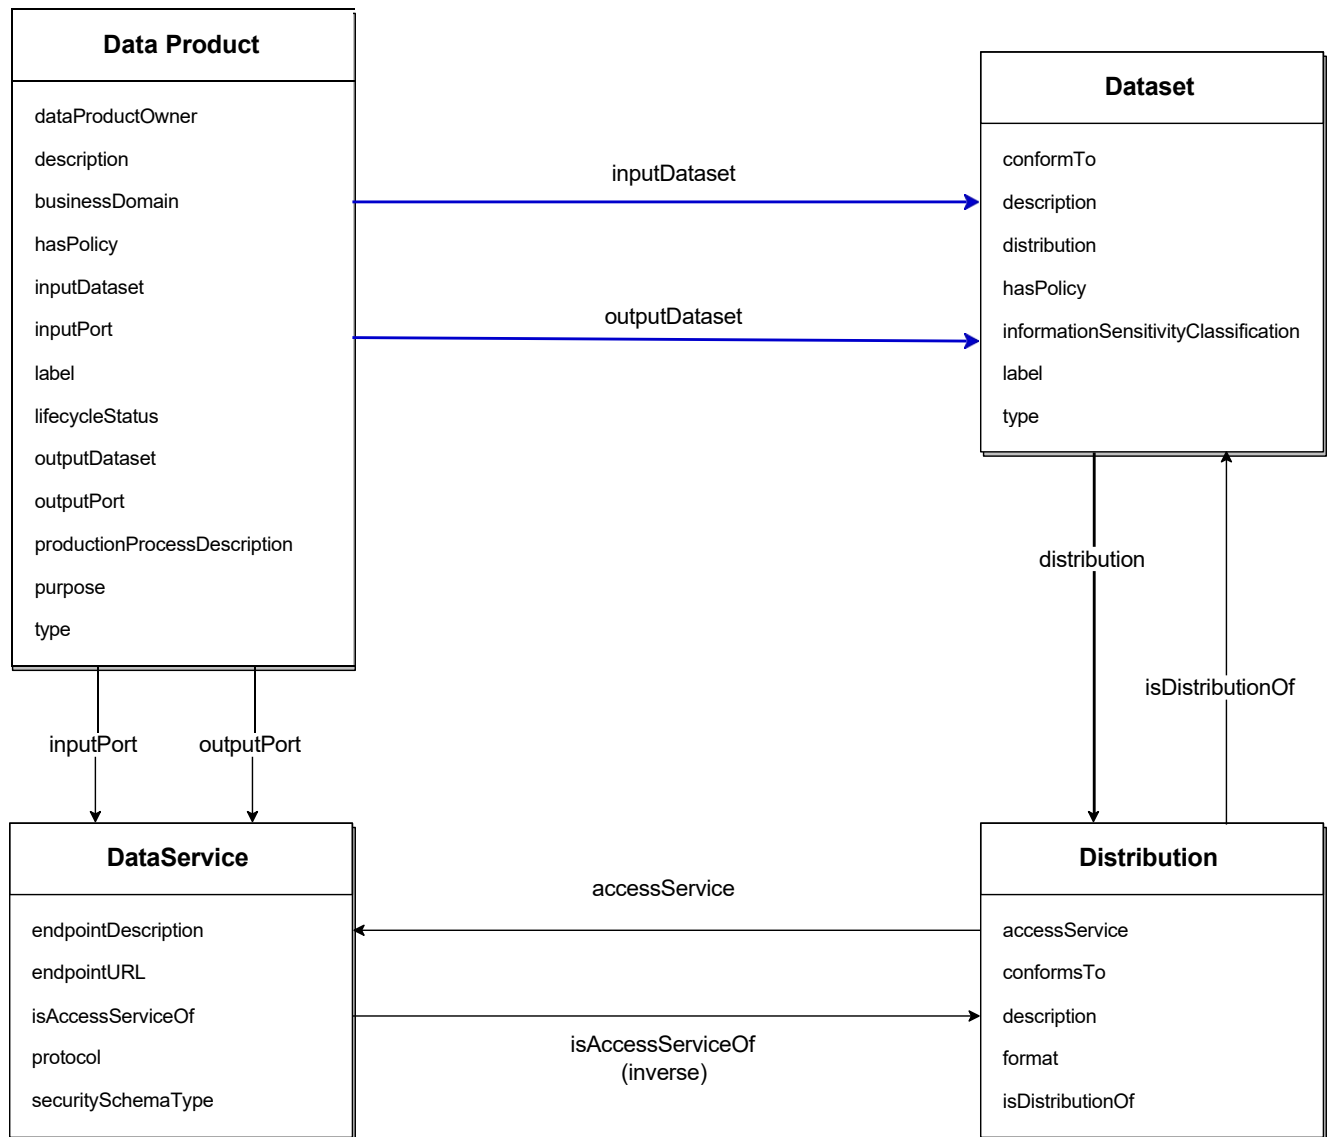 Data Product
dataProductOwner
description
businessDomain
hasPolicy
inputDataset
inputPort
label
lifecycleStatus
outputDataset
outputPort
productionProcessDescription
purpose
type
inputDataset
outputDataset
Dataset
conformTo
description
distribution
hasPolicy
informationSensitivityClassification
label
type
distribution
isDistributionOf
inputPort
outputPort
DataService
endpointDescription
endpointURL
isAccessServiceOf
protocol
securitySchemaType
accessService
isAccessServiceOf
(inverse)
Distribution
accessService
conformsTo
description
format
isDistributionOf